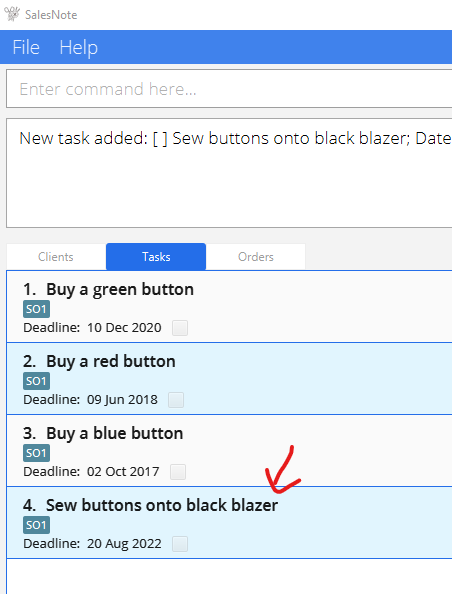 SalesNote
File Help
Enter command here...
New task added: [ ] Sew buttons onto black blazer; Date
Clients Tasks Orders
1. Buy a green button
SO1
Deadline: 10 Dec 2020
2. Buy a red button
SO1
Deadline: 09 Jun 2018
3. Buy a blue button
SO1
Deadline: 02 Oct 2017
4. Sew buttons onto black blazer
SO1
Deadline: 20 Aug 2022